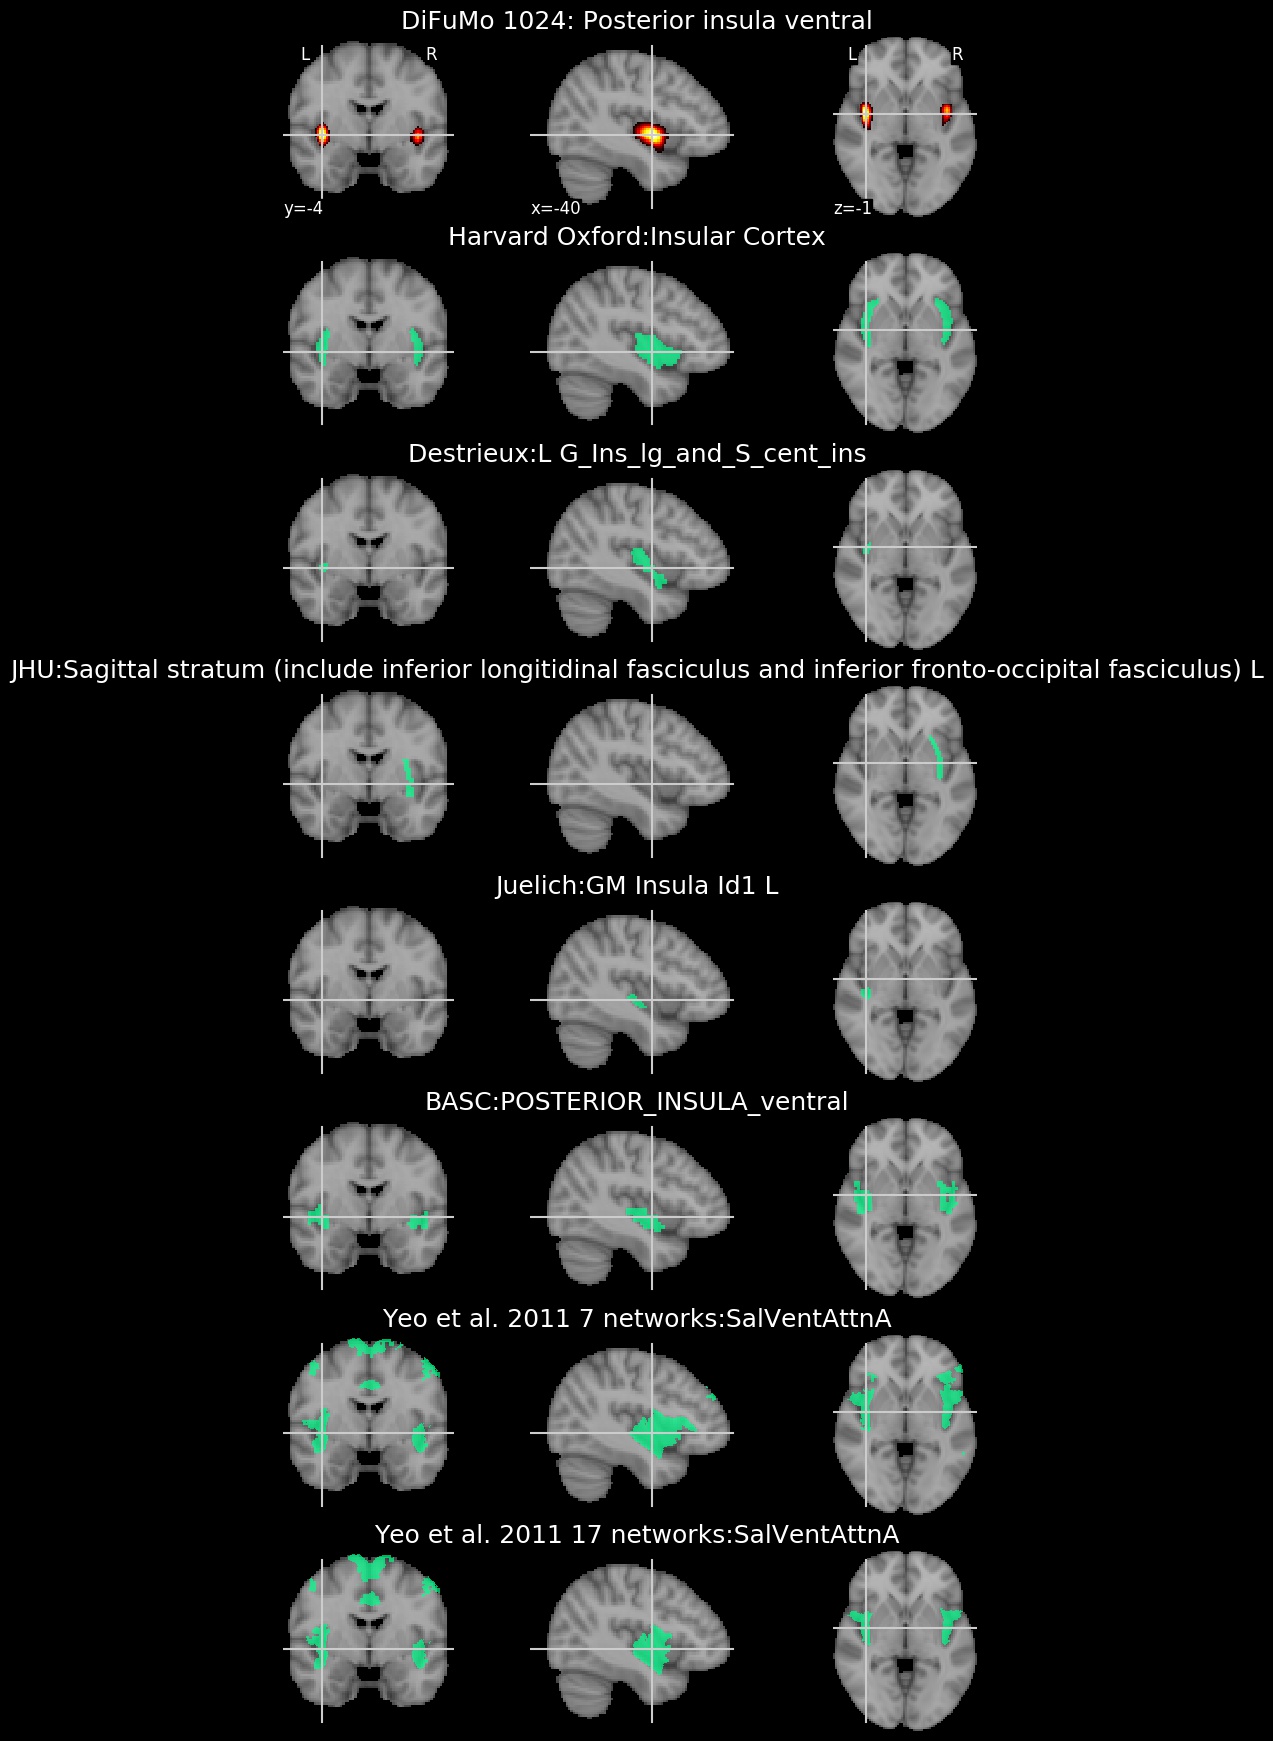 DiFuMo 1024: Posterior insula ventral
L R L R
y=-4 x=-40 z=-1
Harvard Oxford:Insular Cortex
Destrieux:L G_Ins_lg_and_S_cent_ins
JHU:Sagittal stratum (include inferior longitidinal fasciculus and inferior fronto-occipital fasciculus) L
Juelich:GM Insula Id1 L
BASC:POSTERIOR_INSULA_ventral
Yeo et al. 2011 7 networks:SalVentAttnA
Yeo et al. 2011 17 networks:SalVentAttnA